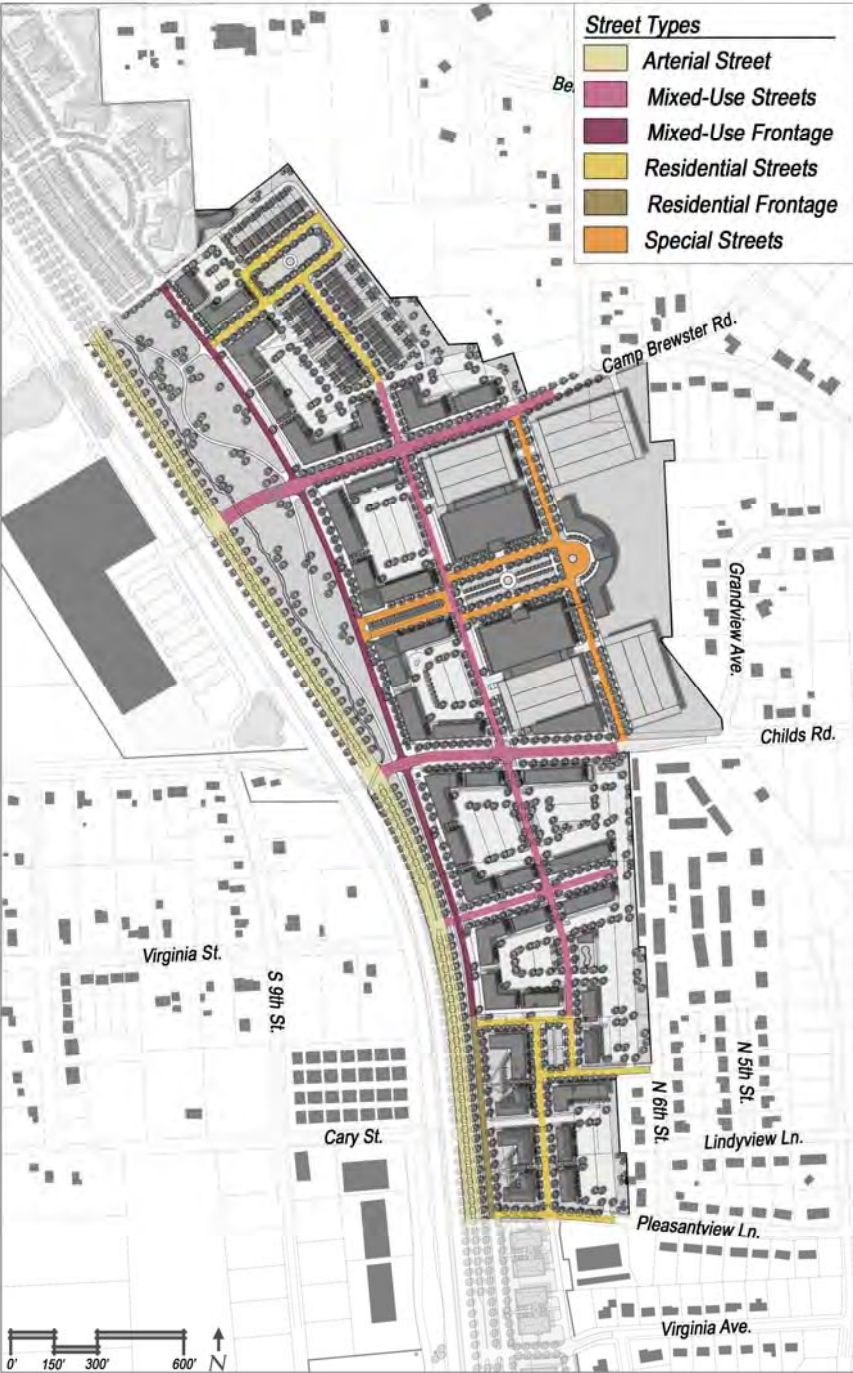 Street Types
Arterial Street
Mixed-Use Streets
Mixed-Use Frontage
Residential Streets
Residential Frontage
Special Streets
Be
Camp Brewster Rd.
Grandview Ave.
Childs Rd.
Virginia St.
S 9th St.
N 5th St.
N 6th St.
Cary St.
Lindyview Ln.
Pleasantview Ln.
Virginia Ave.
0' 150' 300' 600' N